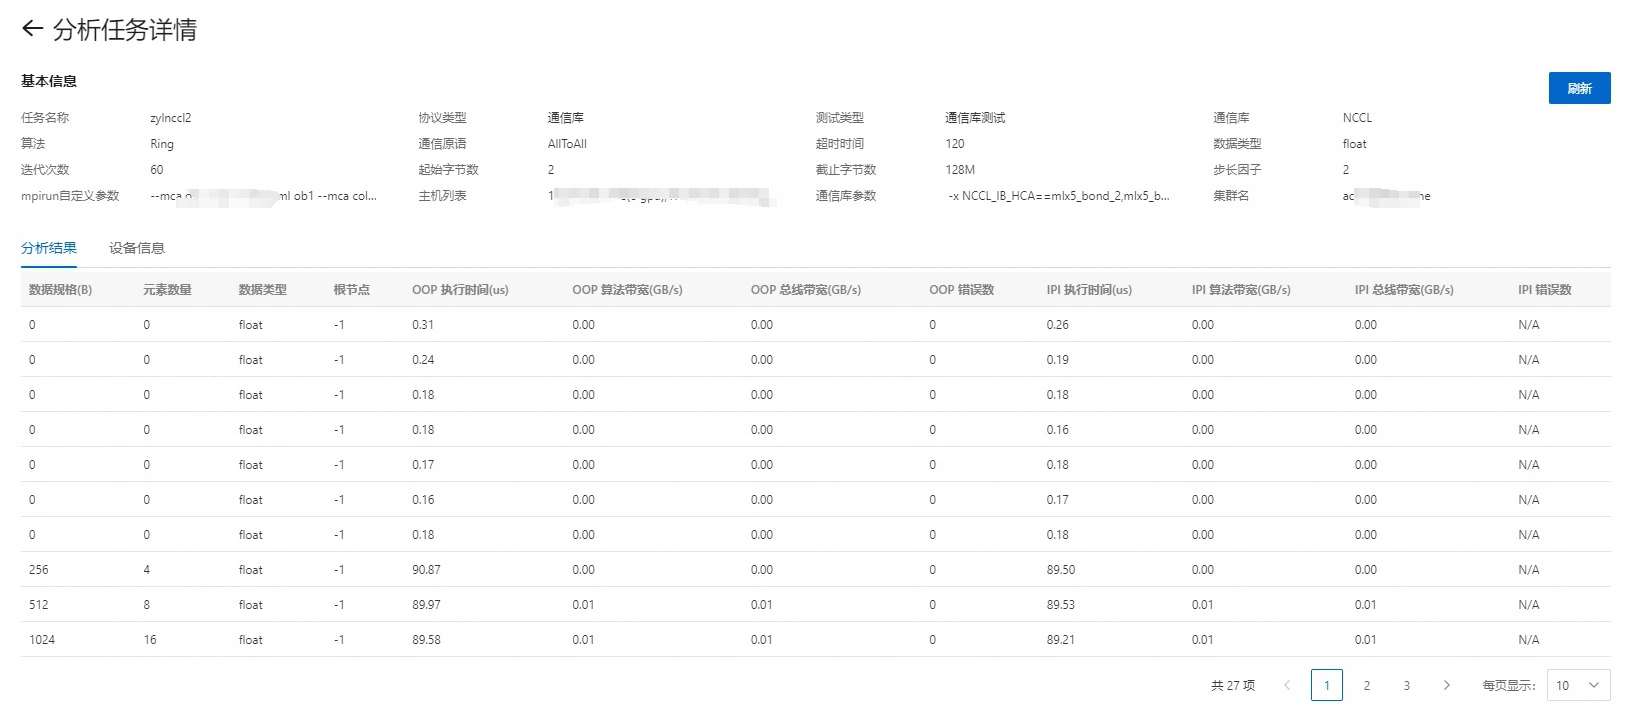 分析任务详情
基本信息
刷新
任务名称 zylnccl2 协议类型 通信库 测试类型 通信库测试 通信库 NCCL
算法 Ring 通信原语 AllToAll 超时时间 120 数据类型 float
迭代次数 60 起始字节数 2 截止字节数 128M 步长因子 2
mpirun自定义参数 --mca ml ob1 --mca col... 主机列表 通信库参数 -x NCCL_IB_HCA==mlx5_bond_2,mlx5_b... 集群名
分析结果 设备信息
数据规格(B) 元素数量 数据类型 根节点 OOP 执行时间(us) OOP 算法带宽(GB/s) OOP 总线带宽(GB/s) OOP 错误数 IPI 执行时间(us) IPI 算法带宽(GB/s) IPI 总线带宽(GB/s) IPI 错误数
0 0 float -1 0.31 0.00 0.00 0 0.26 0.00 0.00 N/A
0 0 float -1 0.24 0.00 0.00 0 0.19 0.00 0.00 N/A
0 0 float -1 0.18 0.00 0.00 0 0.18 0.00 0.00 N/A
0 0 float -1 0.18 0.00 0.00 0 0.16 0.00 0.00 N/A
0 0 float -1 0.17 0.00 0.00 0 0.18 0.00 0.00 N/A
0 0 float -1 0.16 0.00 0.00 0 0.17 0.00 0.00 N/A
0 0 float -1 0.18 0.00 0.00 0 0.18 0.00 0.00 N/A
256 4 float -1 90.87 0.00 0.00 0 89.50 0.00 0.00 N/A
512 8 float -1 89.97 0.01 0.01 0 89.53 0.01 0.01 N/A
1024 16 float -1 89.58 0.01 0.01 0 89.21 0.01 0.01 N/A
共 27 项 1 2 3 每页显示： 10